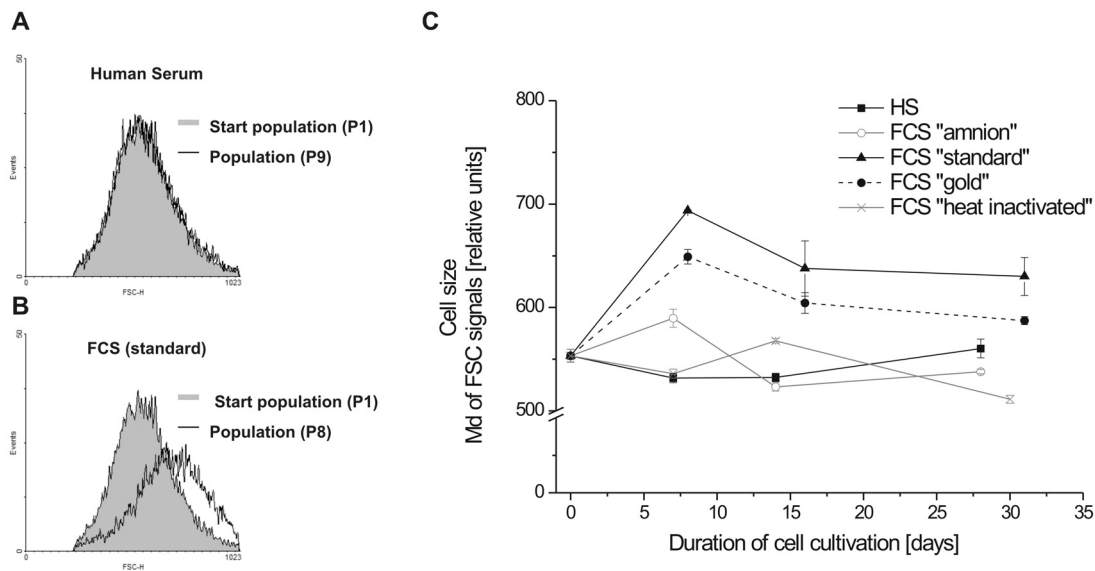 A
50
Human Serum
Start population (P1)
Population (P9)
Events
0
0
FSC-H
1023
B
50
FCS (standard)
Start population (P1)
Population (P8)
Events
0
0
FSC-H
1023
C
800
700
600
500
0
Cell size
Md of FSC signals [relative units]
HS
FCS "amnion"
FCS "standard"
FCS "gold"
FCS "heat inactivated"
0 5 10 15 20 25 30 35
Duration of cell cultivation [days]